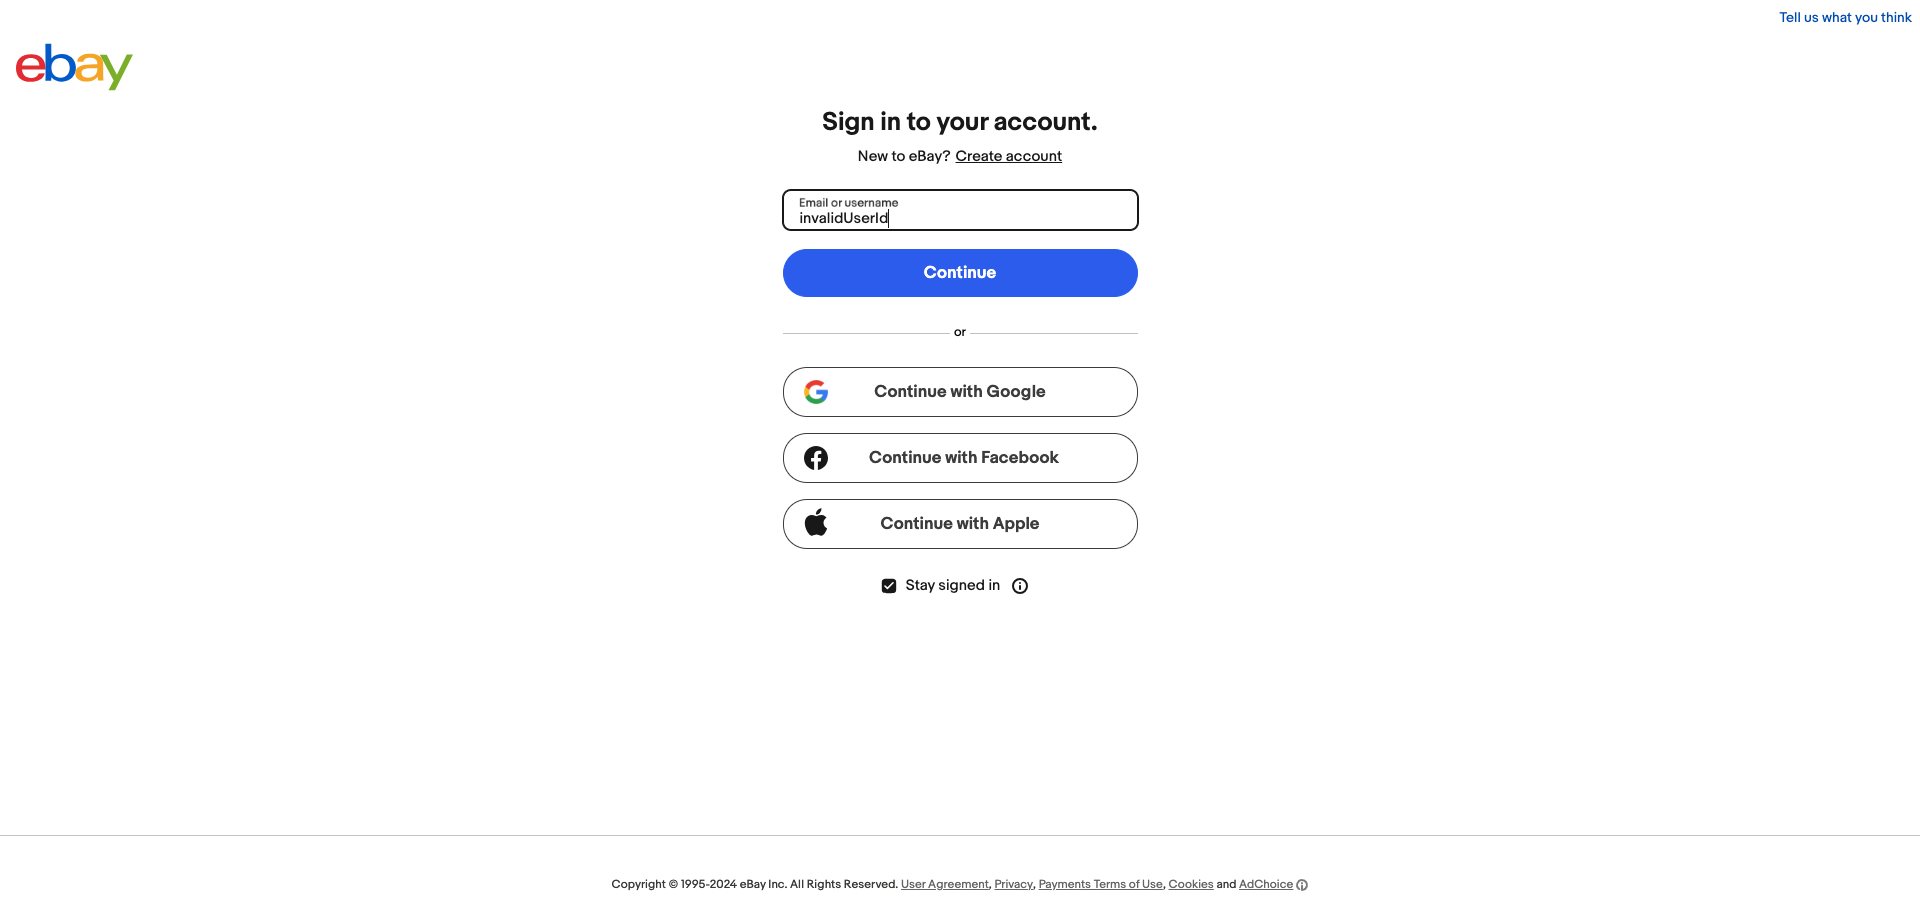 Tell us what you think
ebay
Sign in to your account.
New to eBay? Create account
Email or username
invalidUserId
Continue
or
Continue with Google
Continue with Facebook
Continue with Apple
Stay signed in
Copyright © 1995-2024 eBay Inc. All Rights Reserved. User Agreement, Privacy, Payments Terms of Use, Cookies and AdChoice